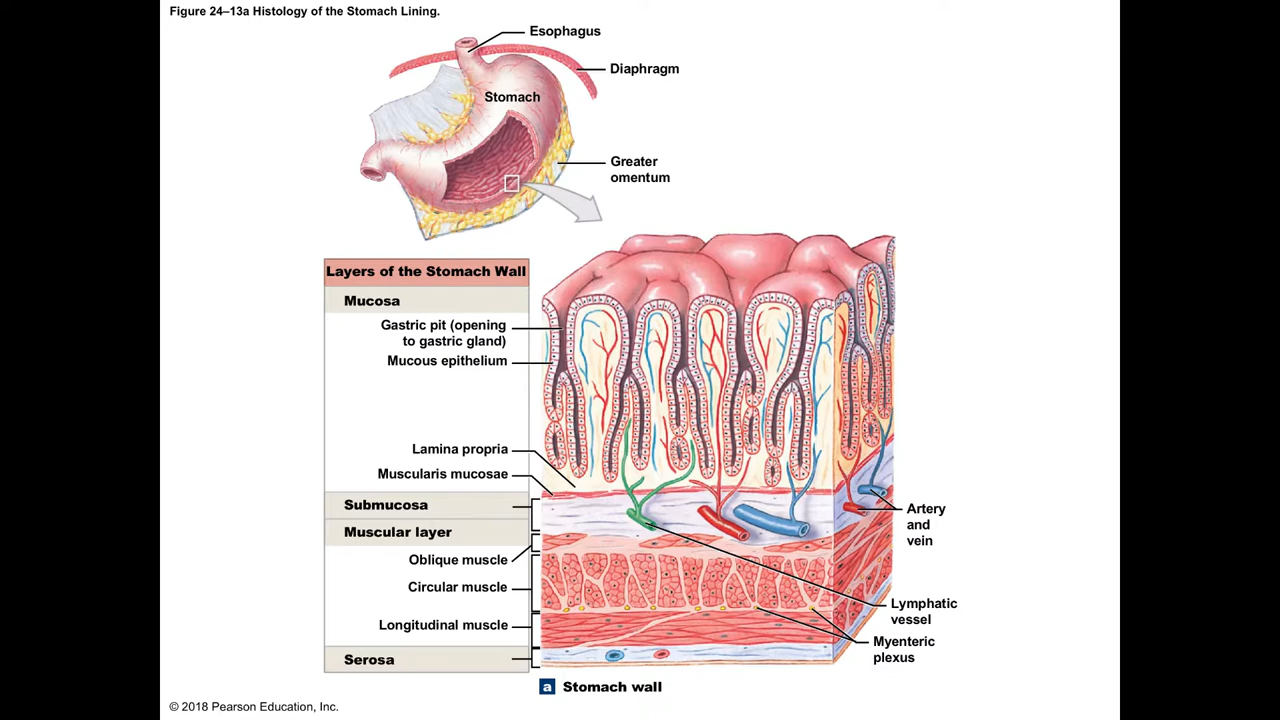 Figure 24–13a Histology of the Stomach Lining.
Esophagus
Diaphragm
Stomach
Greater
omentum
Layers of the Stomach Wall
Mucosa
Gastric pit (opening
to gastric gland)
Mucous epithelium
Lamina propria
Muscularis mucosae
Submucosa
Muscular layer
Oblique muscle
Circular muscle
Longitudinal muscle
Serosa
Artery
and
vein
Lymphatic
vessel
Myenteric
plexus
a Stomach wall
© 2018 Pearson Education, Inc.